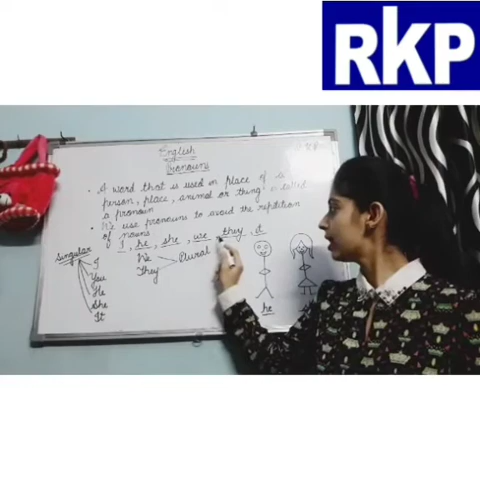 RKP
English
Pronouns
• A word that is used in place of a
person, place, animal or thing is called
a pronoun
• We use pronouns to avoid the repitition
of nouns
I, he, she, we, they, it
Singular
I
You
He
She
It
We
They
Plural
he